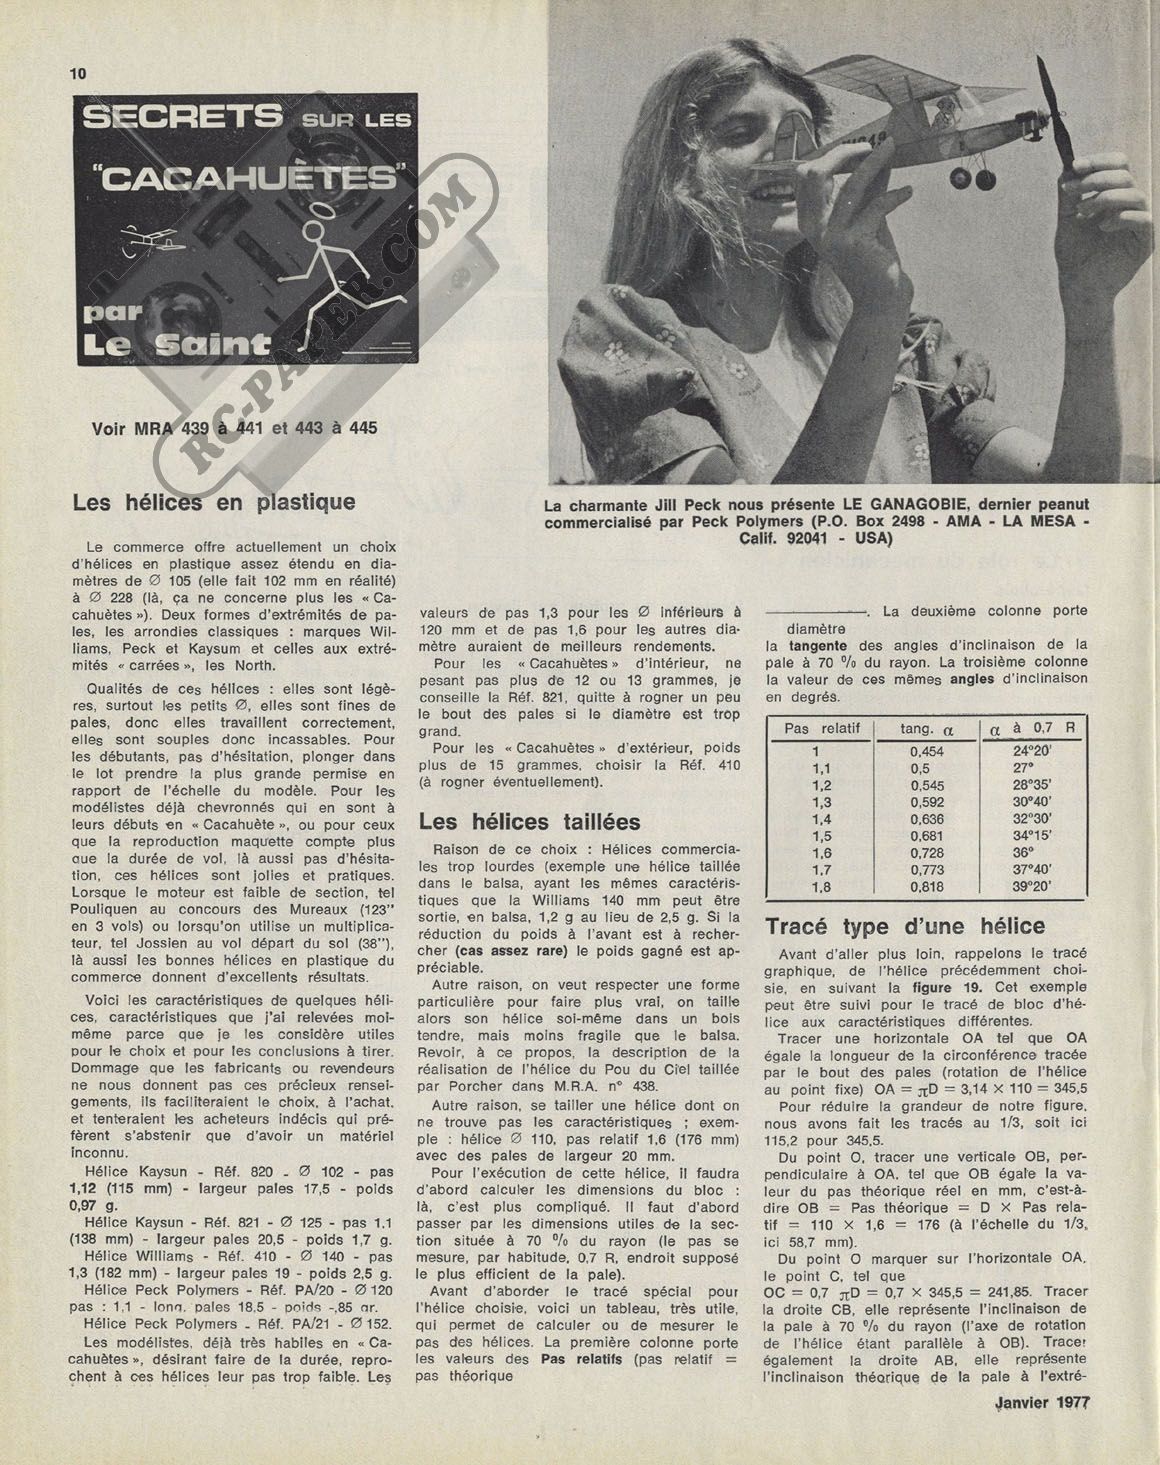 10
SECRETS SUR LES
"CACAHUÈTES"
par
Le Saint
RC-PAPER.COM
Voir MRA 439 à 441 et 443 à 445
La charmante Jill Peck nous présente LE GANAGOBIE, dernier peanut
commercialisé par Peck Polymers (P.O. Box 2498 - AMA - LA MESA -
Calif. 92041 - USA)
Les hélices en plastique
Le commerce offre actuellement un choix
d'hélices en plastique assez étendu en dia-
mètres de Ø 105 (elle fait 102 mm en réalité)
à Ø 228 (là, ça ne concerne plus les « Ca-
cahuètes »). Deux formes d'extrémités de pa-
les, les arrondies classiques : marques Wil-
liams, Peck et Kaysum et celles aux extré-
mités « carrées », les North.
Qualités de ces hélices : elles sont légè-
res, surtout les petits Ø, elles sont fines de
pales, donc elles travaillent correctement,
elles sont souples donc incassables. Pour
les débutants, pas d'hésitation, plonger dans
le lot prendre la plus grande permise en
rapport de l'échelle du modèle. Pour les
modélistes déjà chevronnés qui en sont à
leurs débuts en « Cacahuète », ou pour ceux
que la reproduction maquette compte plus
que la durée de vol, là aussi pas d'hésita-
tion, ces hélices sont jolies et pratiques.
Lorsque le moteur est faible de section, tel
Pouliquen au concours des Mureaux (123"
en 3 vols) ou lorsqu'on utilise un multiplica-
teur, tel Jossien au vol départ du sol (38"),
là aussi les bonnes hélices en plastique du
commerce donnent d'excellents résultats.
Voici les caractéristiques de quelques héli-
ces, caractéristiques que j'ai relevées moi-
même parce que je les considère utiles
pour le choix et pour les conclusions à tirer.
Dommage que les fabricants ou revendeurs
ne nous donnent pas ces précieux rensei-
gements, ils faciliteraient le choix, à l'achat,
et tenteraient les acheteurs indécis qui pré-
fèrent s'abstenir que d'avoir un matériel
inconnu.
Hélice Kaysun - Réf. 820 - Ø 102 - pas
1,12 (115 mm) - largeur pales 17,5 - poids
0,97 g.
Hélice Kaysun - Réf. 821 - Ø 125 - pas 1.1
(138 mm) - largeur pales 20,5 - poids 1,7 g.
Hélice Williams - Réf. 410 - Ø 140 - pas
1,3 (182 mm) - largeur pales 19 - poids 2,5 g.
Hélice Peck Polymers - Réf. PA/20 - Ø 120
pas : 1,1 - long. pales 18,5 - poids -,85 gr.
Hélice Peck Polymers - Réf. PA/21 - Ø 152.
Les modélistes, déjà très habiles en « Ca-
cahuètes », désirant faire de la durée, repro-
chent à ces hélices leur pas trop faible. Les
valeurs de pas 1,3 pour les Ø inférieurs à
120 mm et de pas 1,6 pour les autres dia-
mètre auraient de meilleurs rendements.
Pour les « Cacahuètes » d'intérieur, ne
pesant pas plus de 12 ou 13 grammes, je
conseille la Réf. 821, quitte à rogner un peu
le bout des pales si le diamètre est trop
grand.
Pour les « Cacahuètes » d'extérieur, poids
plus de 15 grammes, choisir la Réf. 410
(à rogner éventuellement).
Les hélices taillées
Raison de ce choix : Hélices commercia-
les trop lourdes (exemple une hélice taillée
dans le balsa, ayant les mêmes caractéris-
tiques que la Williams 140 mm peut être
sortie, en balsa, 1,2 g au lieu de 2,5 g. Si la
réduction du poids à l'avant est à recher-
cher (cas assez rare) le poids gagné est ap-
préciable.
Autre raison, on veut respecter une forme
particulière pour faire plus vrai, on taille
alors son hélice soi-même dans un bois
tendre, mais moins fragile que le balsa.
Revoir, à ce propos, la description de la
réalisation de l'hélice du Pou du Ciel taillée
par Porcher dans M.R.A. n° 438.
Autre raison, se tailler une hélice dont on
ne trouve pas les caractéristiques ; exem-
ple : hélice Ø 110, pas relatif 1,6 (176 mm)
avec des pales de largeur 20 mm.
Pour l'exécution de cette hélice, il faudra
d'abord calculer les dimensions du bloc :
là, c'est plus compliqué. Il faut d'abord
passer par les dimensions utiles de la sec-
tion située à 70 % du rayon (le pas se
mesure, par habitude, 0,7 R, endroit supposé
le plus efficient de la pale).
Avant d'aborder le tracé spécial pour
l'hélice choisie, voici un tableau, très utile,
qui permet de calculer ou de mesurer le
pas des hélices. La première colonne porte
les valeurs des Pas relatifs (pas relatif =
pas théorique
. La deuxième colonne porte
diamètre
la tangente des angles d'inclinaison de la
pale à 70 % du rayon. La troisième colonne
la valeur de ces mêmes angles d'inclinaison
en degrés.
Pas relatif tang. α α à 0,7 R
1 0,454 24°20'
1,1 0,5 27°
1,2 0,545 28°35'
1,3 0,592 30°40'
1,4 0,636 32°30'
1,5 0,681 34°15'
1,6 0,728 36°
1,7 0,773 37°40'
1,8 0,818 39°20'
Tracé type d'une hélice
Avant d'aller plus loin, rappelons le tracé
graphique, de l'hélice précédemment choi-
sie, en suivant la figure 19. Cet exemple
peut être suivi pour le tracé de bloc d'hé-
lice aux caractéristiques différentes.
Tracer une horizontale OA tel que OA
égale la longueur de la circonférence tracée
par le bout des pales (rotation de l'hélice
au point fixe) OA = πD = 3,14 × 110 = 345,5
Pour réduire la grandeur de notre figure,
nous avons fait les tracés au 1/3, soit ici
115,2 pour 345,5.
Du point O, tracer une verticale OB, per-
pendiculaire à OA, tel que OB égale la va-
leur du pas théorique réel en mm, c'est-à-
dire OB = Pas théorique = D × Pas rela-
tif = 110 × 1,6 = 176 (à l'échelle du 1/3,
ici 58,7 mm).
Du point O marquer sur l'horizontale OA,
le point C, tel que
OC = 0,7 πD = 0,7 × 345,5 = 241,85. Tracer
la droite CB, elle représente l'inclinaison de
la pale à 70 % du rayon (l'axe de rotation
de l'hélice étant parallèle à OB). Tracer
également la droite AB, elle représente
l'inclinaison théorique de la pale à l'extré-
Janvier 1977